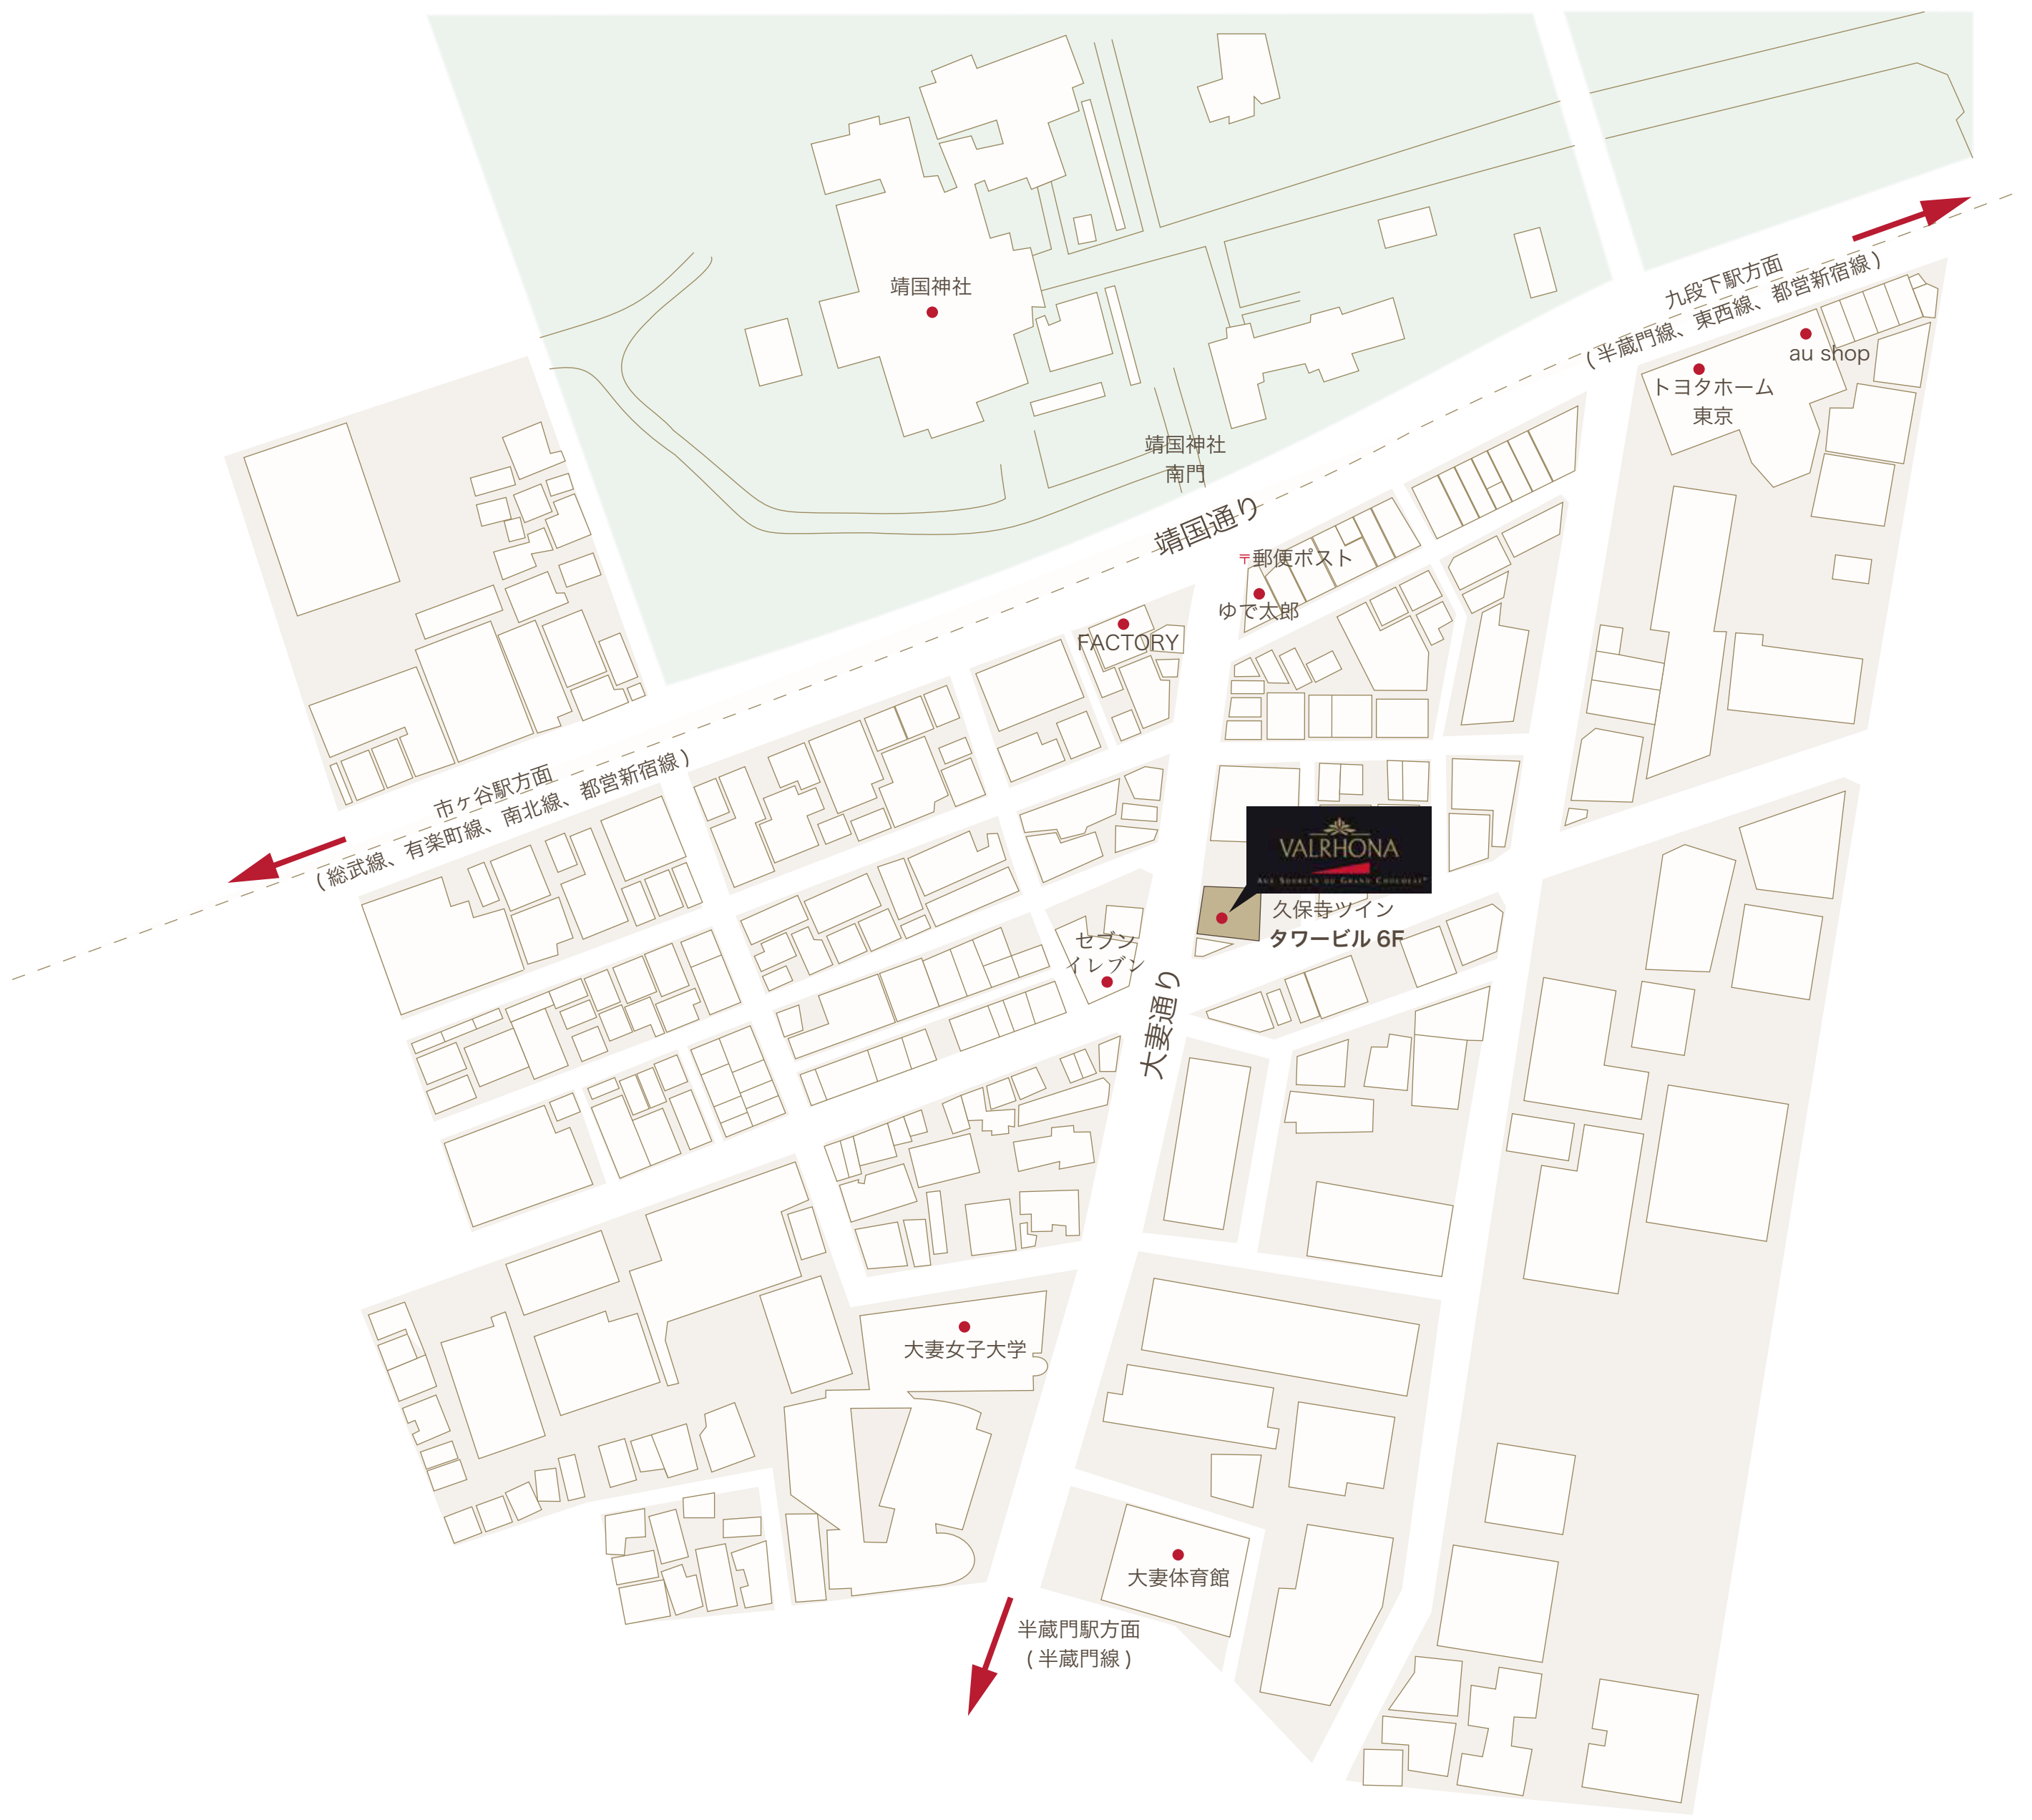 靖国神社
九段下駅方面
(半蔵門線、東西線、都営新宿線)
au shop
トヨタホーム
東京
靖国神社
南門
靖国通り
〒郵便ポスト
ゆで太郎
FACTORY
市ヶ谷駅方面
(総武線、有楽町線、南北線、都営新宿線)
VALRHONA
AUX SOURCES DU GRAND CHOCOLAT
久保寺ツイン
タワービル 6F
セブン
イレブン
大妻通り
大妻女子大学
大妻体育館
半蔵門駅方面
(半蔵門線)